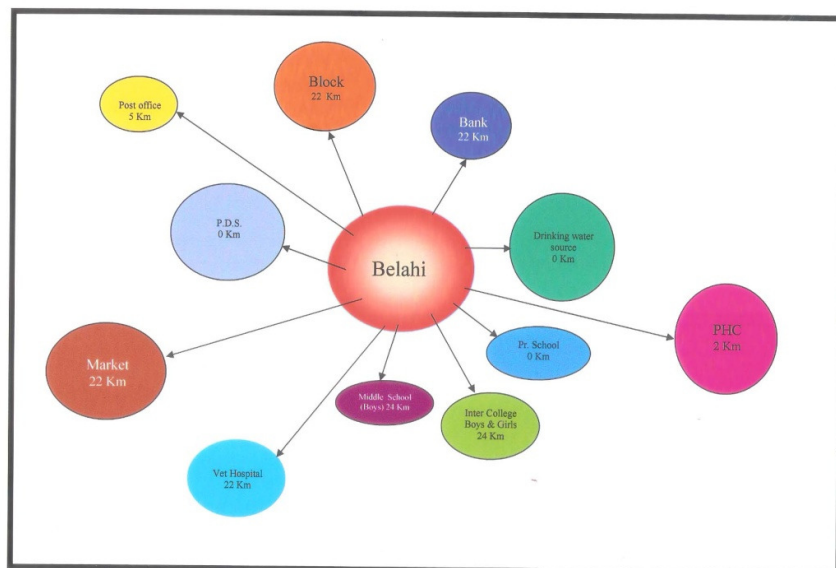 Block
22 Km
Post office
5 Km
Bank
22 Km
P.D.S.
0 Km
Drinking water
source
0 Km
Belahi
PHC
2 Km
Pr. School
0 Km
Market
22 Km
Middle School
(Boys) 24 Km
Inter College
Boys & Girls
24 Km
Vet Hospital
22 Km